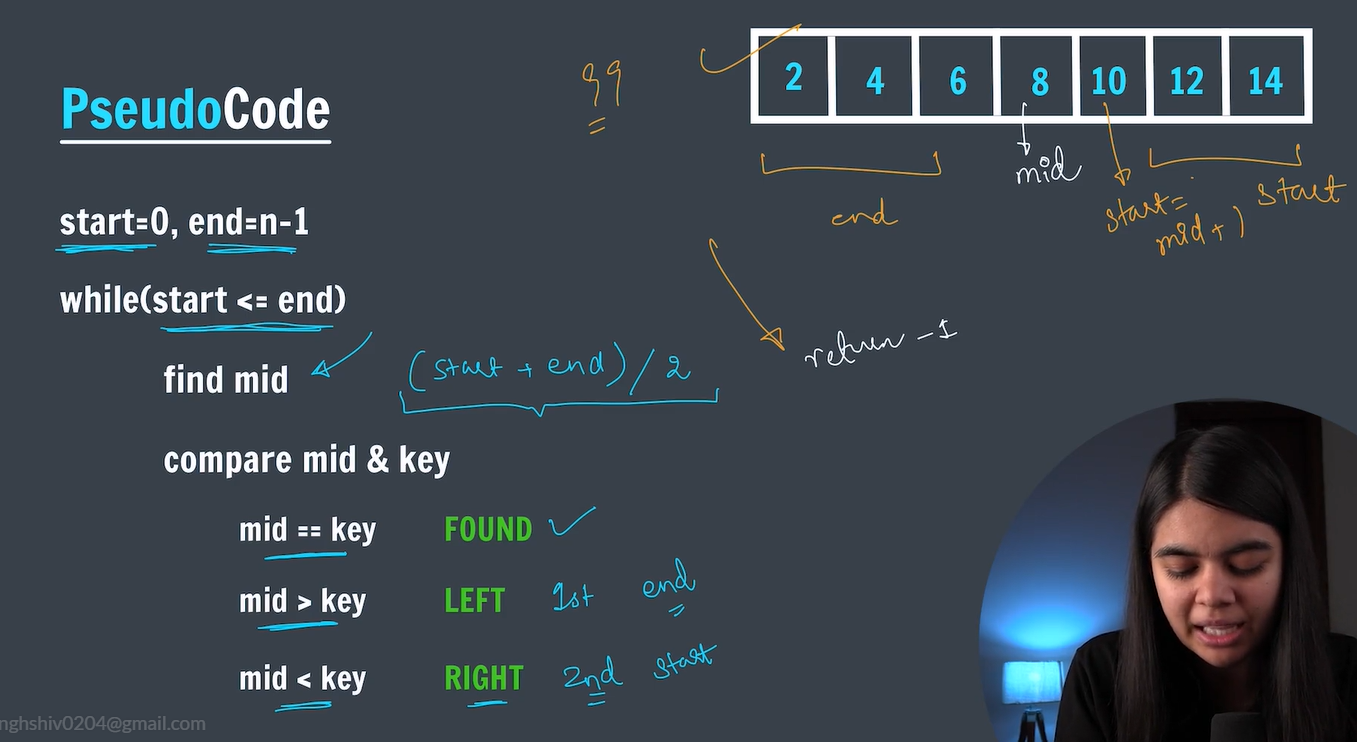 PseudoCode
99
2 4 6 8 10 12 14
mid
end
start=
mid+1
start
start=0, end=n-1
while(start <= end)
find mid
(start + end)/2
return -1
compare mid & key
mid == key FOUND
mid > key LEFT 1st end
mid < key RIGHT 2nd start
nghshiv0204@gmail.com